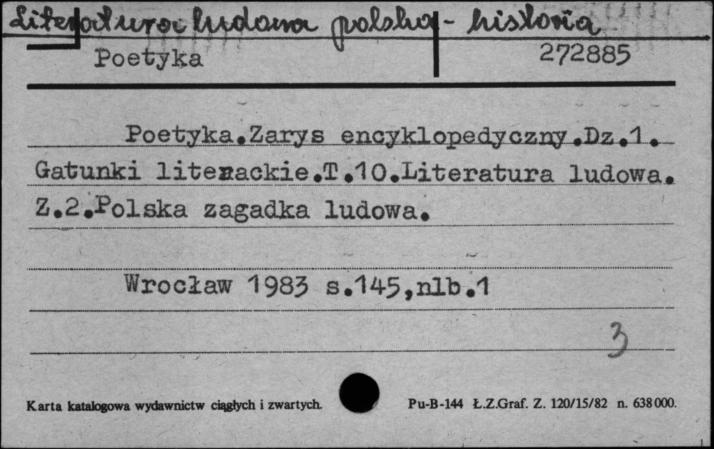 Literatura ludowa polska - historia
Poetyka 272885
Poetyka.Zarys encyklopedyczny.Dz.1.
Gatunki literackie.T.10.Literatura ludowa.
Z.2.Polska zagadka ludowa.
Wrocław 1983 s.145,nlb.1
3
Karta katalogowa wydawnictw ciągłych i zwartych. Pu-B-144 Ł.Z.Graf. Z. 120/15/82 n. 638000.